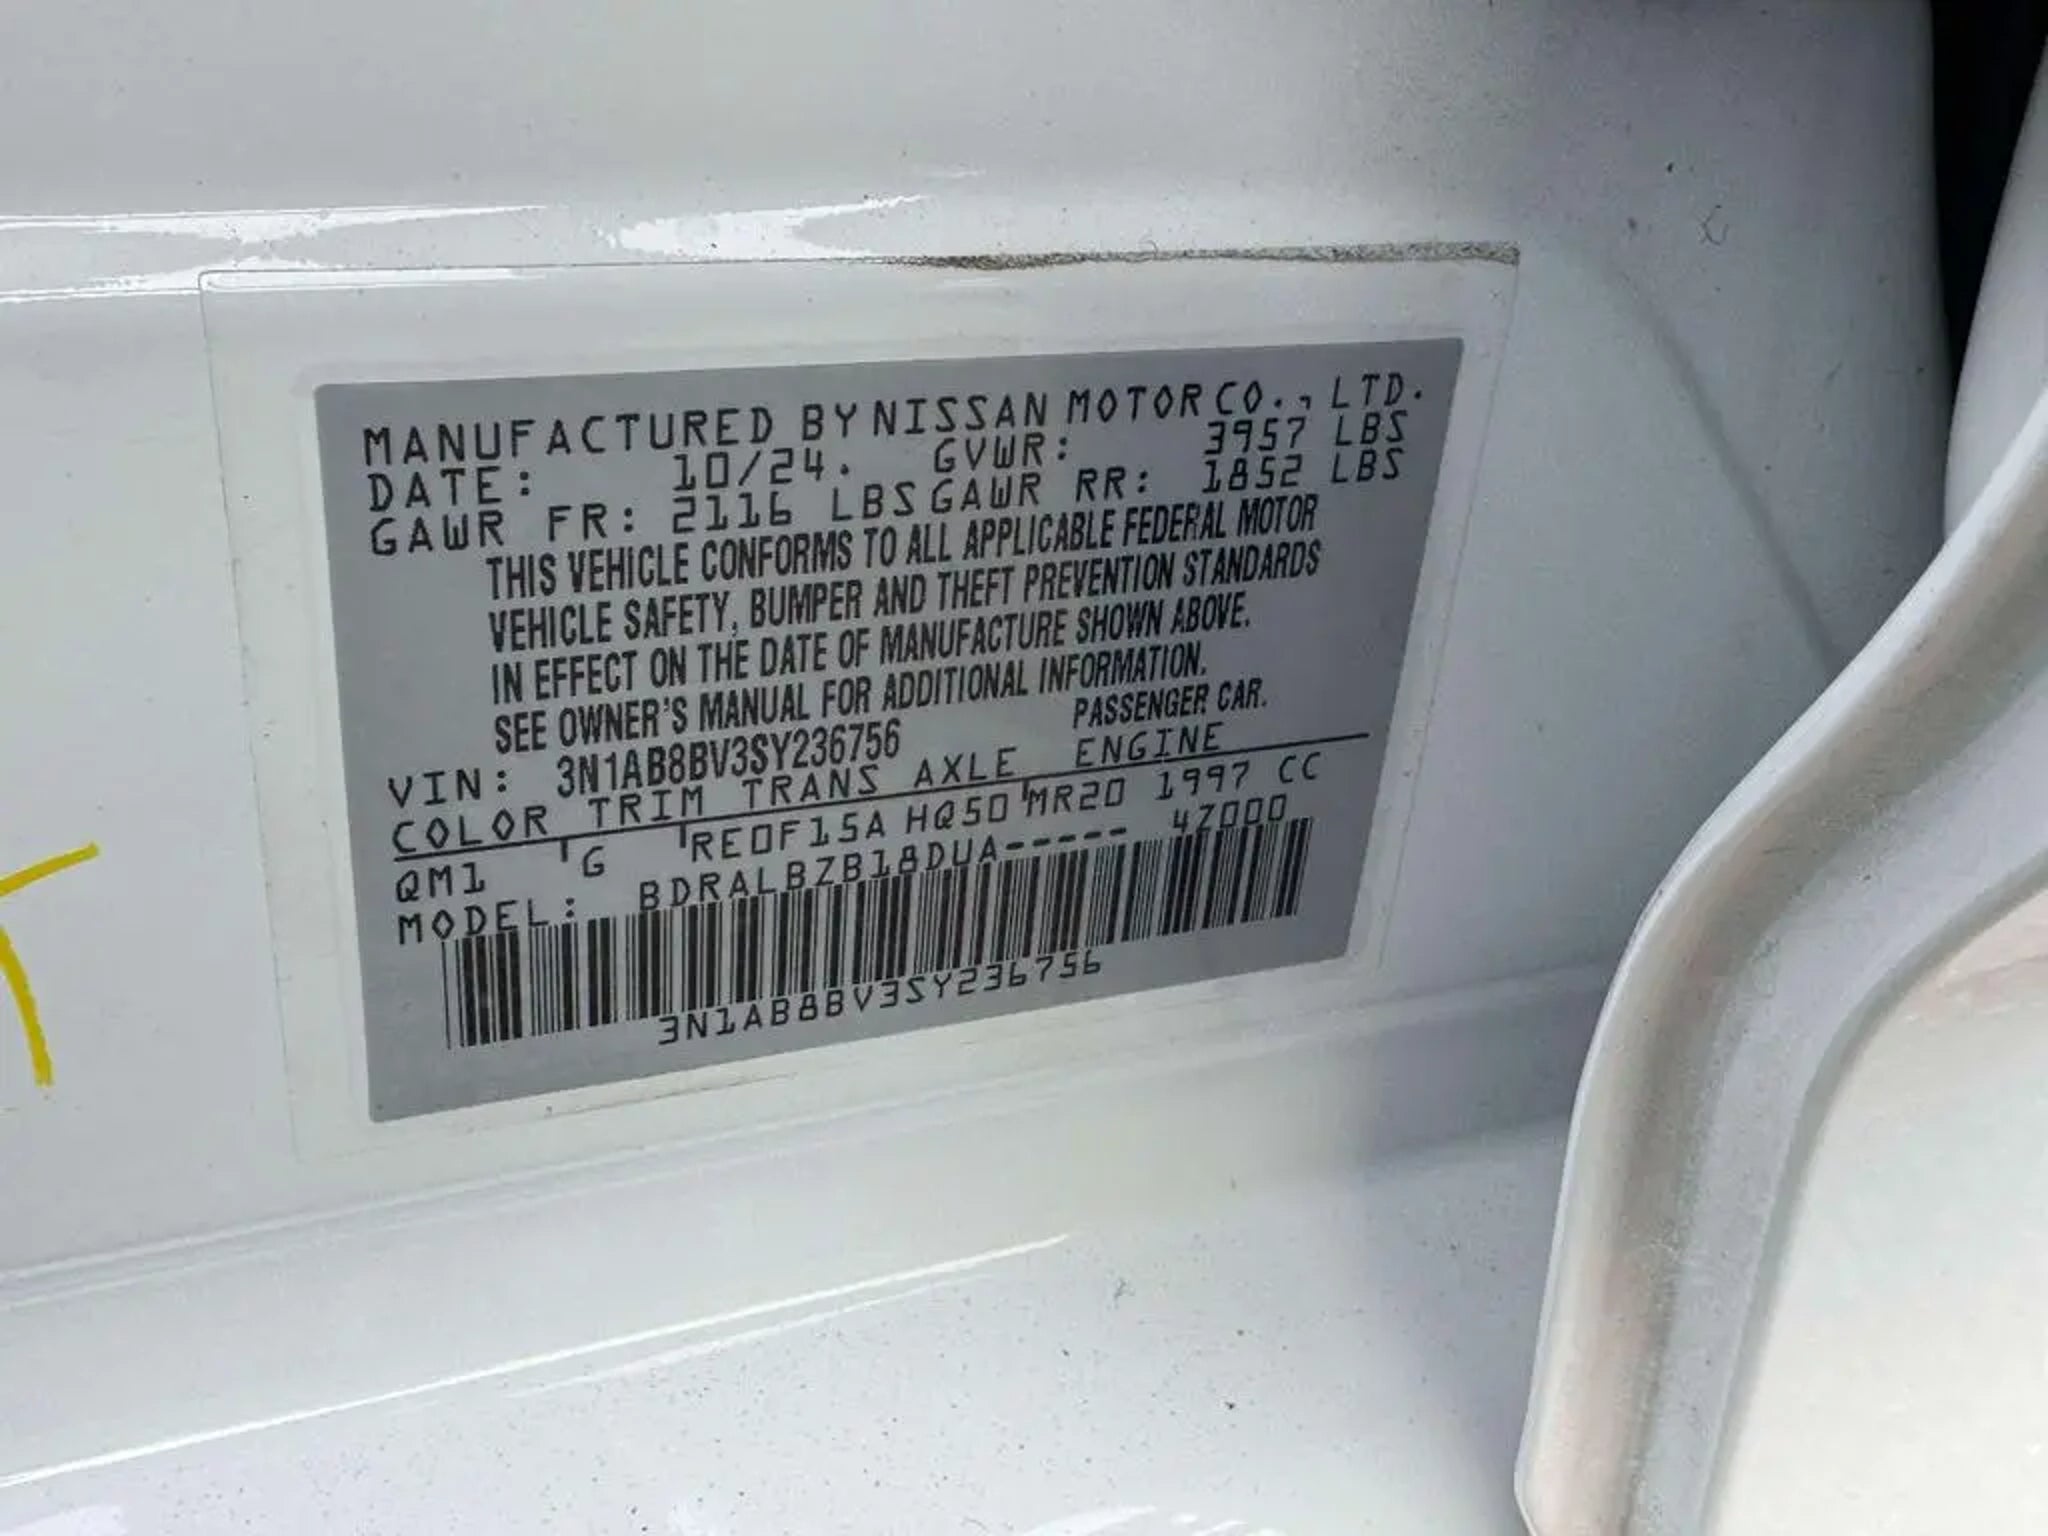 MANUFACTURED BY NISSAN MOTOR CO., LTD.
DATE: 10/24. GVWR: 3957 LBS
GAWR FR: 2116 LBS GAWR RR: 1852 LBS
THIS VEHICLE CONFORMS TO ALL APPLICABLE FEDERAL MOTOR
VEHICLE SAFETY, BUMPER AND THEFT PREVENTION STANDARDS
IN EFFECT ON THE DATE OF MANUFACTURE SHOWN ABOVE.
SEE OWNER'S MANUAL FOR ADDITIONAL INFORMATION.
VIN: 3N1AB8BV3SY236756 PASSENGER CAR.
COLOR TRIM TRANS AXLE ENGINE
QM1 G RE0F15A HQ50 MR20 1997 CC
MODEL: BDRALBZB18DUA----- 47000
3N1AB8BV3SY236756